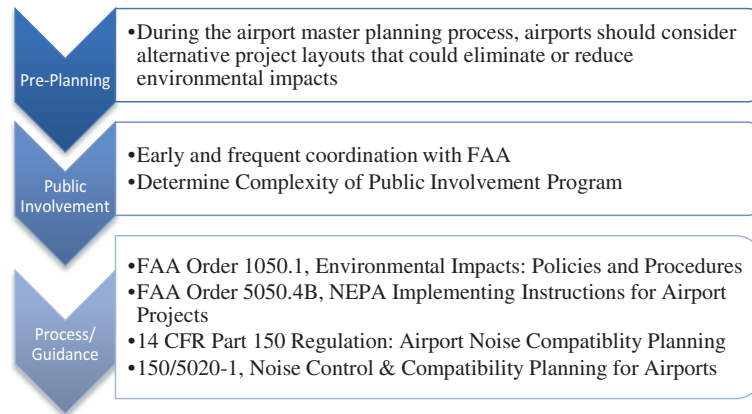 Pre-Planning
•During the airport master planning process, airports should consider
alternative project layouts that could eliminate or reduce
environmental impacts
Public
Involvement
•Early and frequent coordination with FAA
•Determine Complexity of Public Involvement Program
Process/
Guidance
•FAA Order 1050.1, Environmental Impacts: Policies and Procedures
•FAA Order 5050.4B, NEPA Implementing Instructions for Airport
Projects
•14 CFR Part 150 Regulation: Airport Noise Compatiblity Planning
•150/5020-1, Noise Control & Compatibility Planning for Airports